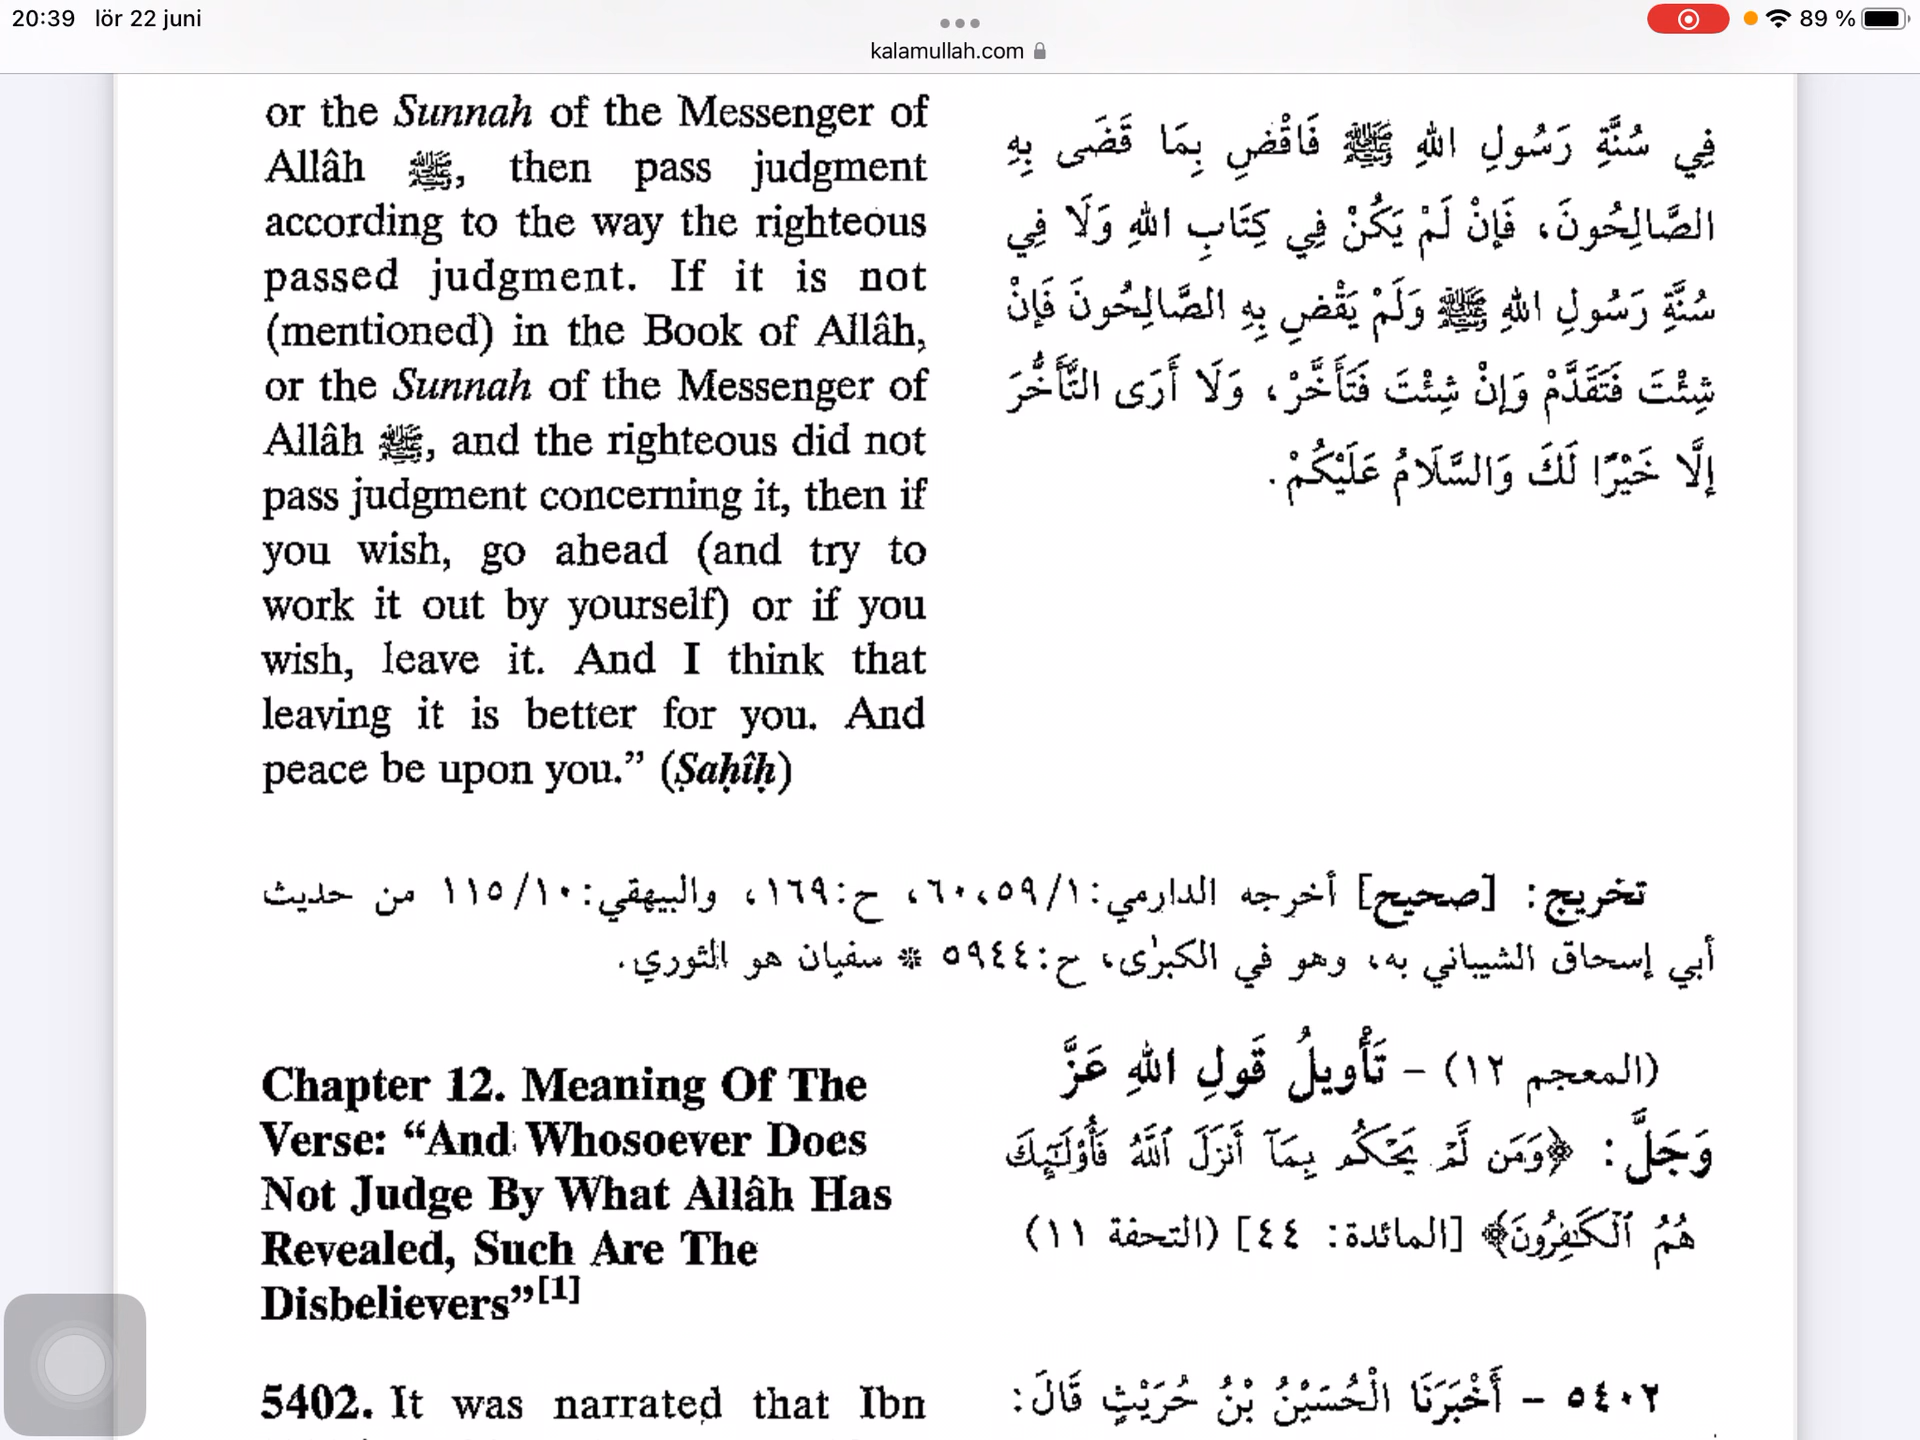 20:39 lör 22 juni
89 %
kalamullah.com
or the Sunnah of the Messenger of
Allâh ﷺ, then pass judgment
according to the way the righteous
passed judgment. If it is not
(mentioned) in the Book of Allâh,
or the Sunnah of the Messenger of
Allâh ﷺ, and the righteous did not
pass judgment concerning it, then if
you wish, go ahead (and try to
work it out by yourself) or if you
wish, leave it. And I think that
leaving it is better for you. And
peace be upon you.” (Ṣaḥîḥ)
فِي سُنَّةِ رَسُولِ اللهِ ﷺ فَاقْضِ بِمَا قَضَى بِهِ
الصَّالِحُونَ، فَإِنْ لَمْ يَكُنْ فِي كِتَابِ اللهِ وَلَا فِي
سُنَّةِ رَسُولِ اللهِ ﷺ وَلَمْ يَقْضِ بِهِ الصَّالِحُونَ فَإِنْ
شِئْتَ فَتَقَدَّمْ وَإِنْ شِئْتَ فَتَأَخَّرْ، وَلَا أَرَى التَّأَخُّرَ
إِلَّا خَيْرًا لَكَ وَالسَّلَامُ عَلَيْكُمْ.
تخريج: [صحيح] أخرجه الدارمي:١/ ٥٩،٦٠، ح:١٦٩، والبيهقي:١٠/ ١١٥ من حديث
أبي إسحاق الشيباني به، وهو في الكبرٰى، ح:٥٩٤٤ * سفيان هو الثوري.
Chapter 12. Meaning Of The
Verse: “And Whosoever Does
Not Judge By What Allâh Has
Revealed, Such Are The
Disbelievers”[1]
(المعجم ١٢) - تَأْوِيلُ قَولِ اللهِ عَزَّ
وَجَلَّ: ﴿وَمَن لَّمْ يَحْكُم بِمَآ أَنزَلَ ٱللَّهُ فَأُوْلَـٰٓئِكَ
هُمُ ٱلْكَـٰفِرُونَ﴾ [المائدة: ٤٤] (التحفة ١١)
5402. It was narrated that Ibn
٥٤٠٢ - أَخْبَرَنَا الْحُسَيْنُ بْنُ حُرَيْثٍ قَالَ: